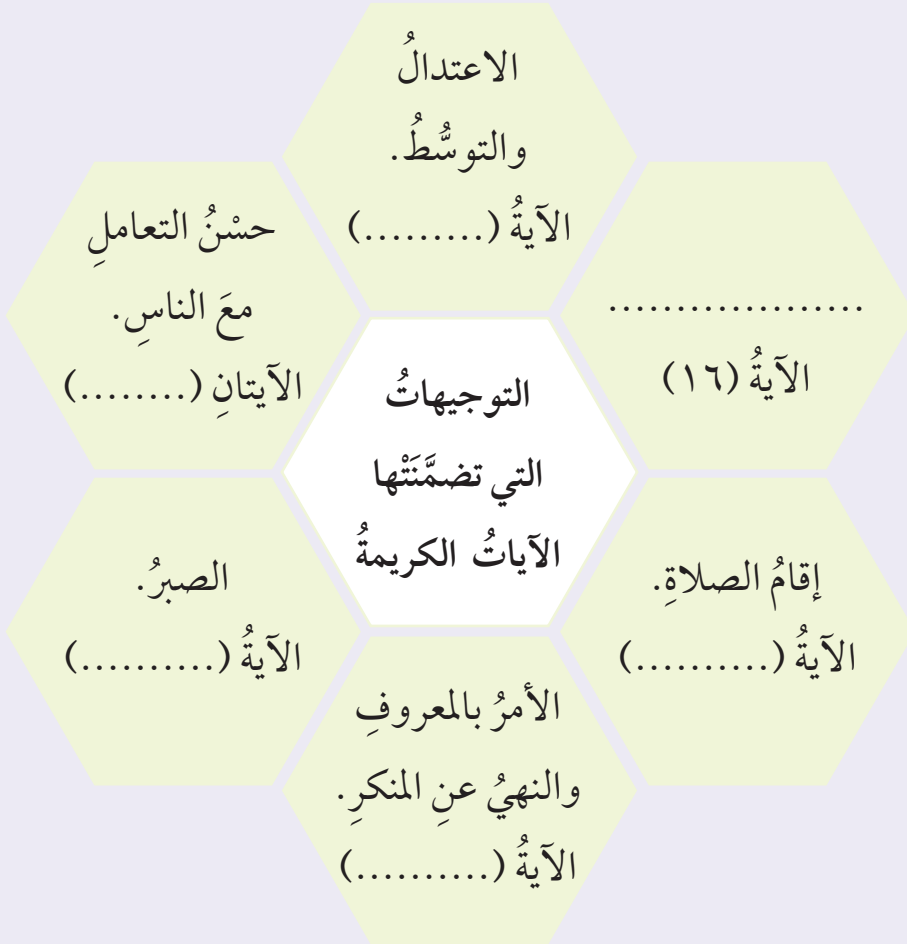 الاعتدالُ
والتوسُّطُ.
الآيةُ (.........)
...................
الآيةُ (١٦)
حسْنُ التعاملِ
معَ الناسِ.
الآيتانِ (........)
التوجيهاتُ
التي تضمَّنَتْها
الآياتُ الكريمةُ
إقامُ الصلاةِ.
الآيةُ (..........)
الصبرُ.
الآيةُ (..........)
الأمرُ بالمعروفِ
والنهيُ عنِ المنكرِ.
الآيةُ (..........)